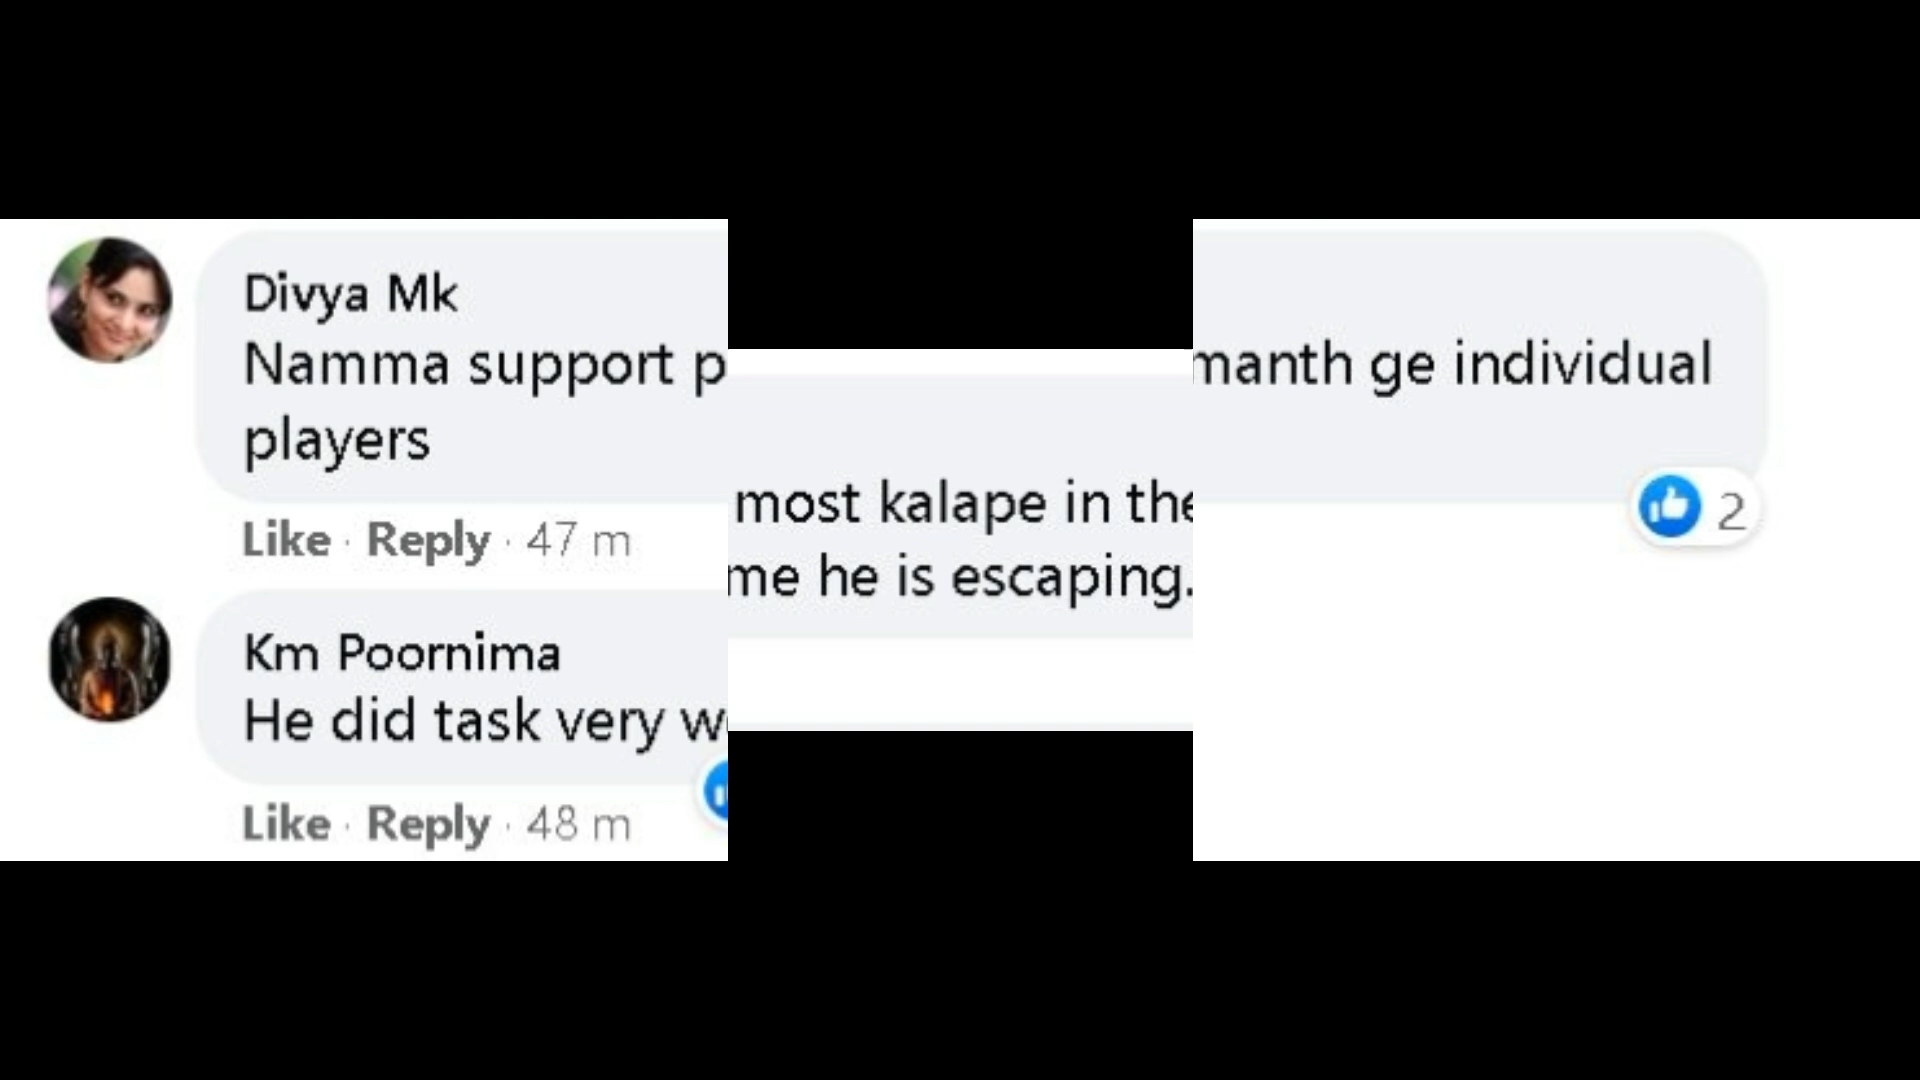 Divya Mk
Namma support p
players
Like · Reply · 47 m
Km Poornima
He did task very w
Like · Reply · 48 m
most kalape in the
me he is escaping.
manth ge individual
2